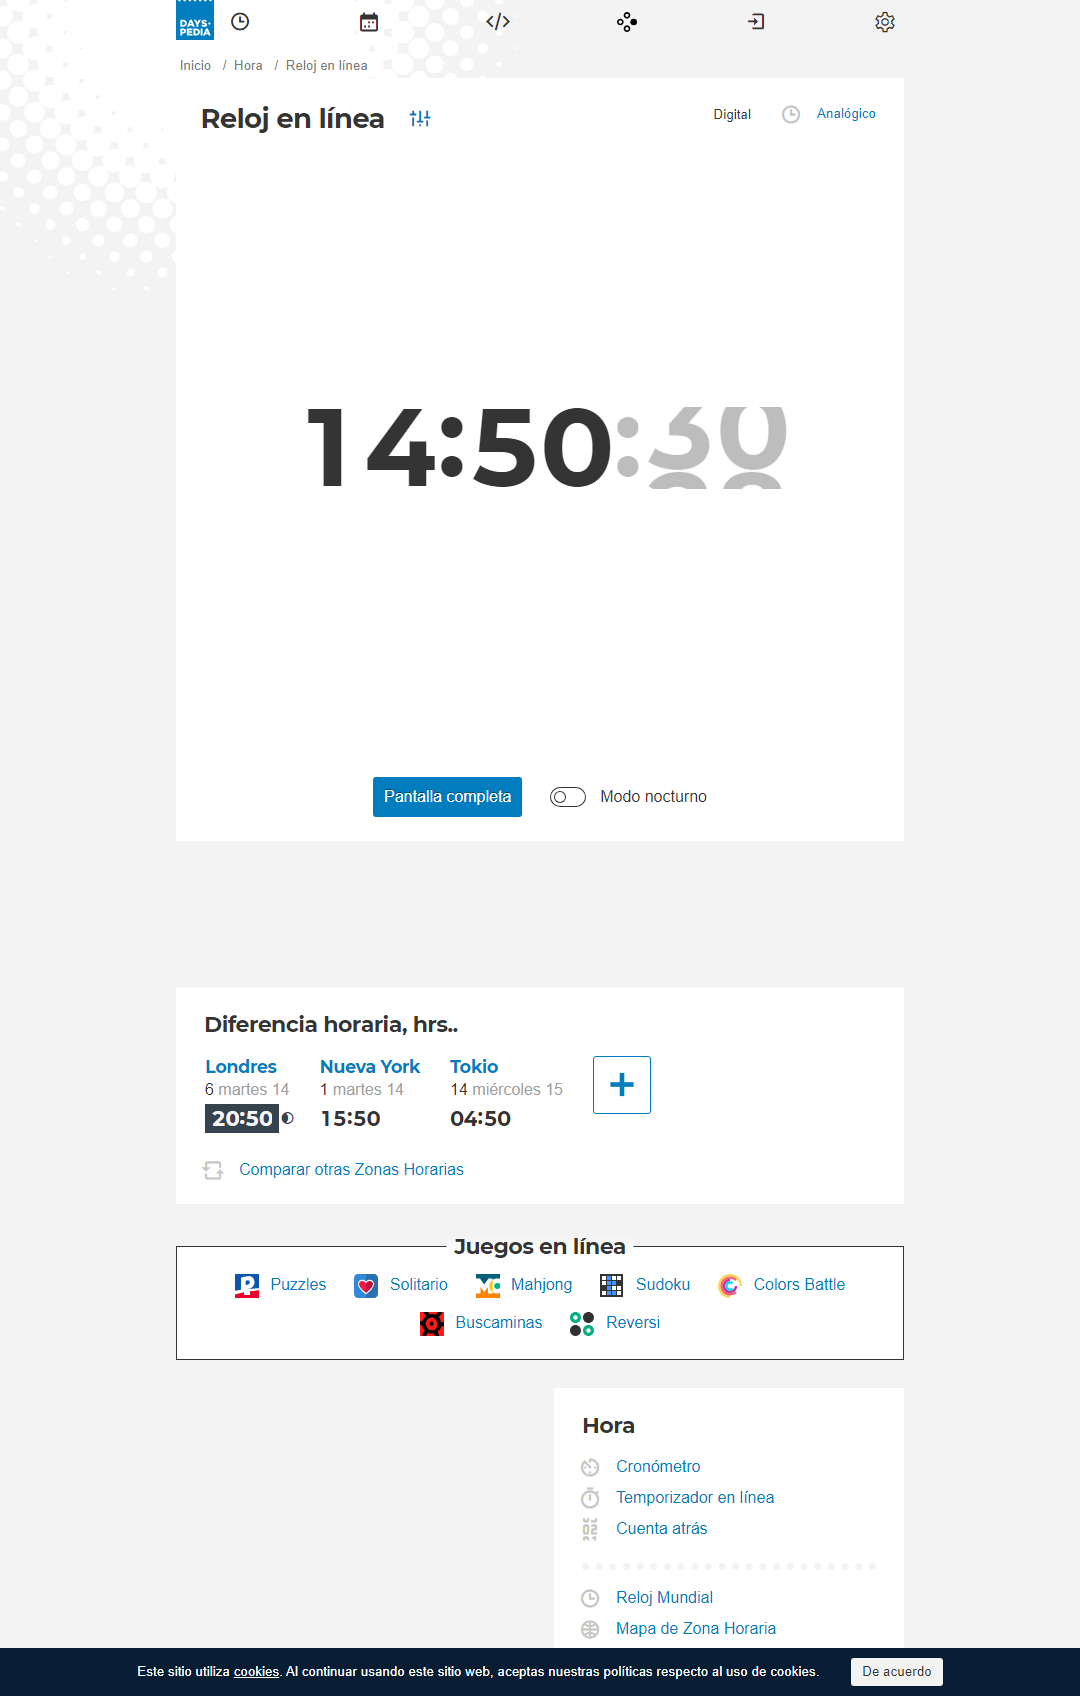 DAYS·
PEDIA
Inicio / Hora / Reloj en línea
Reloj en línea
Digital
Analógico
14:50:30
Pantalla completa
Modo nocturno
Diferencia horaria, hrs..
Londres
6 martes 14
20:50
Nueva York
1 martes 14
15:50
Tokio
14 miércoles 15
04:50
+
Comparar otras Zonas Horarias
Juegos en línea
Puzzles
Solitario
Mahjong
Sudoku
Colors Battle
Buscaminas
Reversi
Hora
Cronómetro
Temporizador en línea
Cuenta atrás
Reloj Mundial
Mapa de Zona Horaria
Este sitio utiliza cookies. Al continuar usando este sitio web, aceptas nuestras políticas respecto al uso de cookies.
De acuerdo